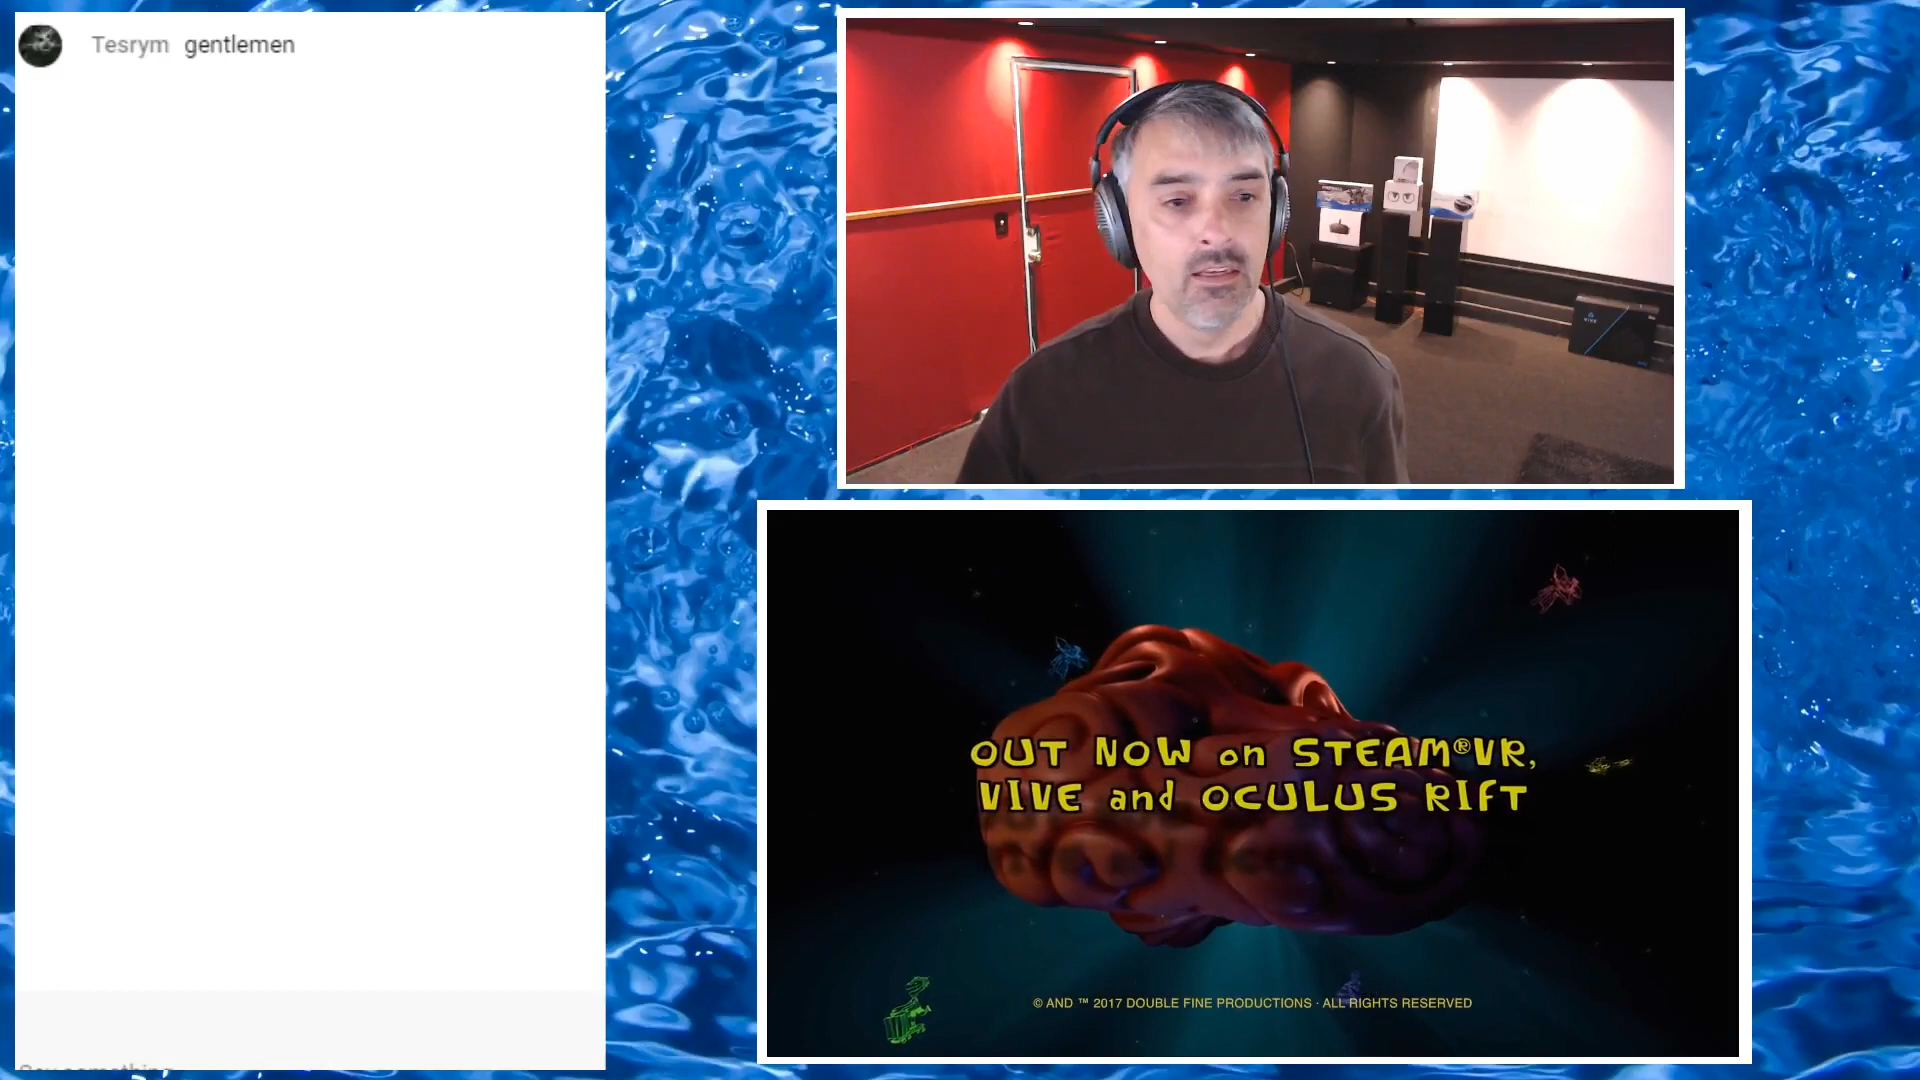 Tesrym gentlemen
VIVE
OUT NOW on STEAM®VR,
VIVE and OCULUS RIFT
© AND ™ 2017 DOUBLE FINE PRODUCTIONS · ALL RIGHTS RESERVED